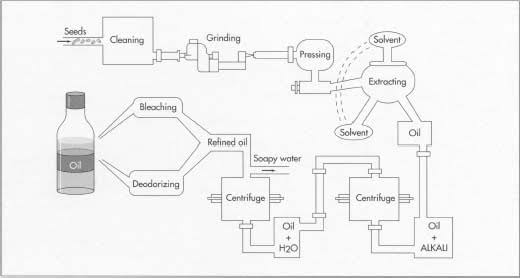 Seeds
Cleaning
Grinding
Pressing
Solvent
Extracting
Solvent
Oil
Bleaching
Refined oil
Deodorizing
Oil
Soapy water
Centrifuge
Centrifuge
Oil
+
H2O
Oil
+
ALKALI